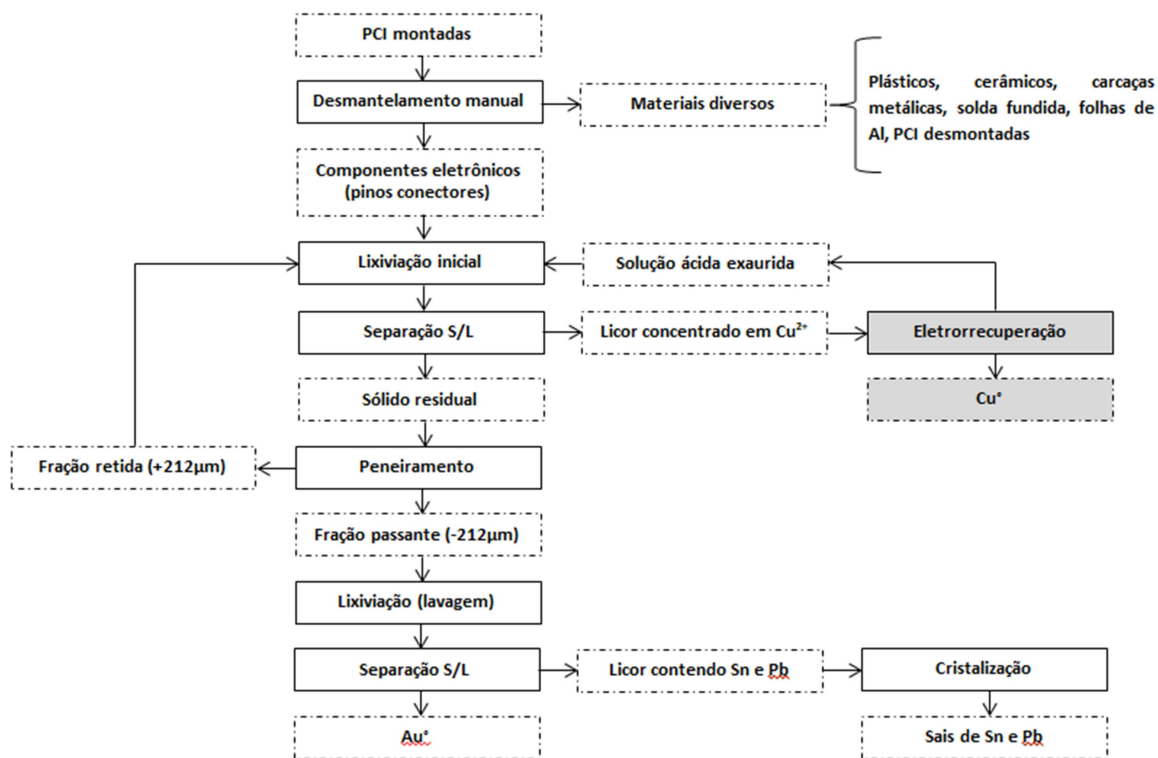 PCI montadas
Desmantelamento manual
Materiais diversos
Plásticos, cerâmicos, carcaças
metálicas, solda fundida, folhas de
Al, PCI desmontadas
Componentes eletrônicos
(pinos conectores)
Lixiviação inicial
Solução ácida exaurida
Separação S/L
Licor concentrado em Cu²⁺
Eletrorrecuperação
Sólido residual
Cu°
Fração retida (+212µm)
Peneiramento
Fração passante (-212µm)
Lixiviação (lavagem)
Separação S/L
Licor contendo Sn e Pb
Cristalização
Au°
Sais de Sn e Pb